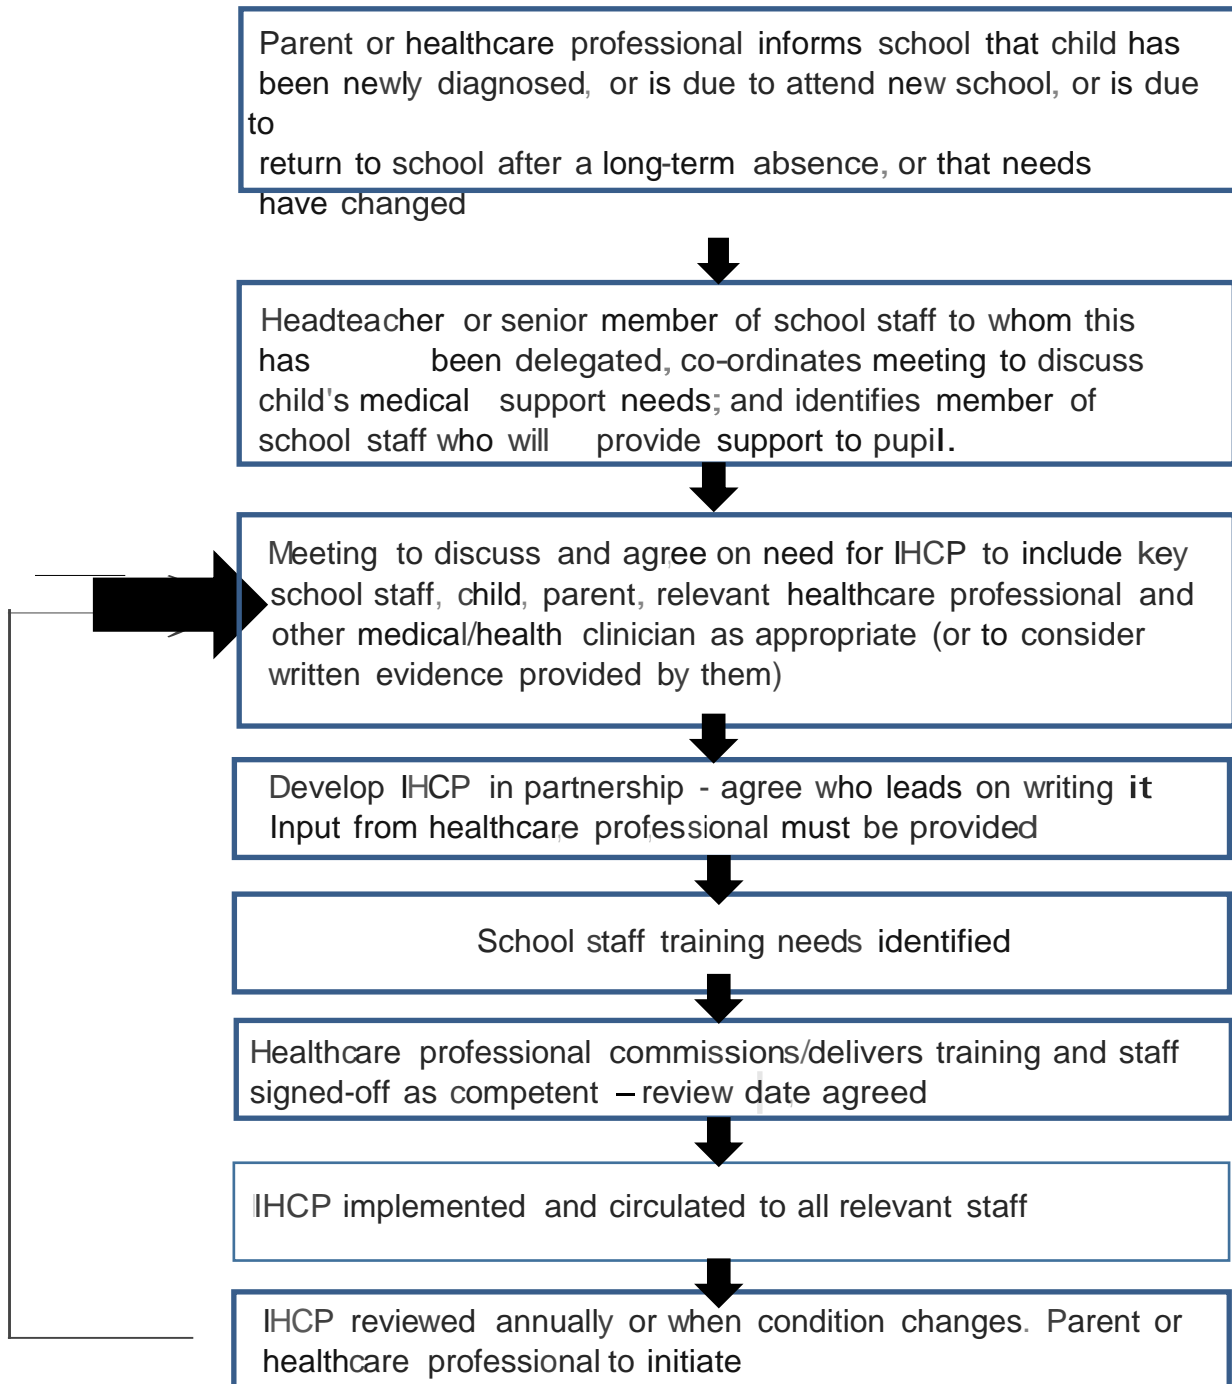 Parent or healthcare professional informs school that child has
been newly diagnosed, or is due to attend new school, or is due
to
return to school after a long-term absence, or that needs
have changed
Headteacher or senior member of school staff to whom this
has been delegated, co-ordinates meeting to discuss
child's medical support needs; and identifies member of
school staff who will provide support to pupil.
Meeting to discuss and agree on need for IHCP to include key
school staff, child, parent, relevant healthcare professional and
other medical/health clinician as appropriate (or to consider
written evidence provided by them)
Develop IHCP in partnership - agree who leads on writing it
Input from healthcare professional must be provided
School staff training needs identified
Healthcare professional commissions/delivers training and staff
signed-off as competent – review date agreed
IHCP implemented and circulated to all relevant staff
IHCP reviewed annually or when condition changes. Parent or
healthcare professional to initiate